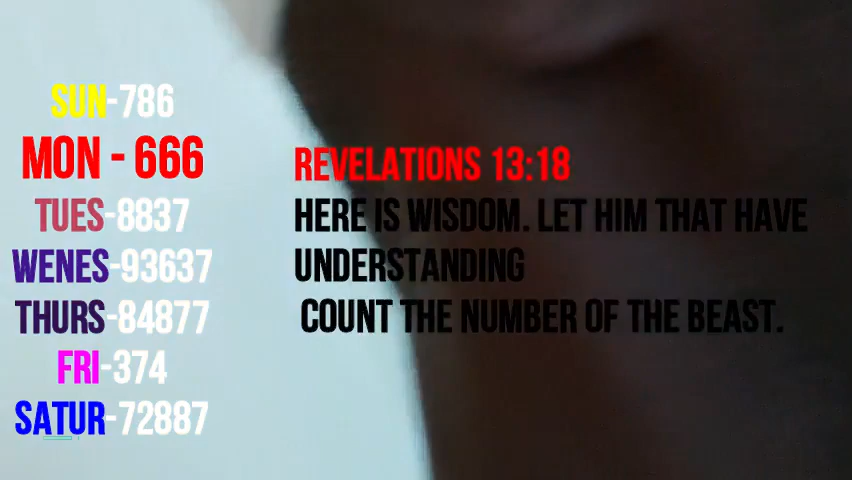 SUN-786
MON - 666
TUES-8837
WENES-93637
THURS-84877
FRI-374
SATUR-72887
REVELATIONS 13:18
HERE IS WISDOM. LET HIM THAT HAVE
UNDERSTANDING
COUNT THE NUMBER OF THE BEAST.